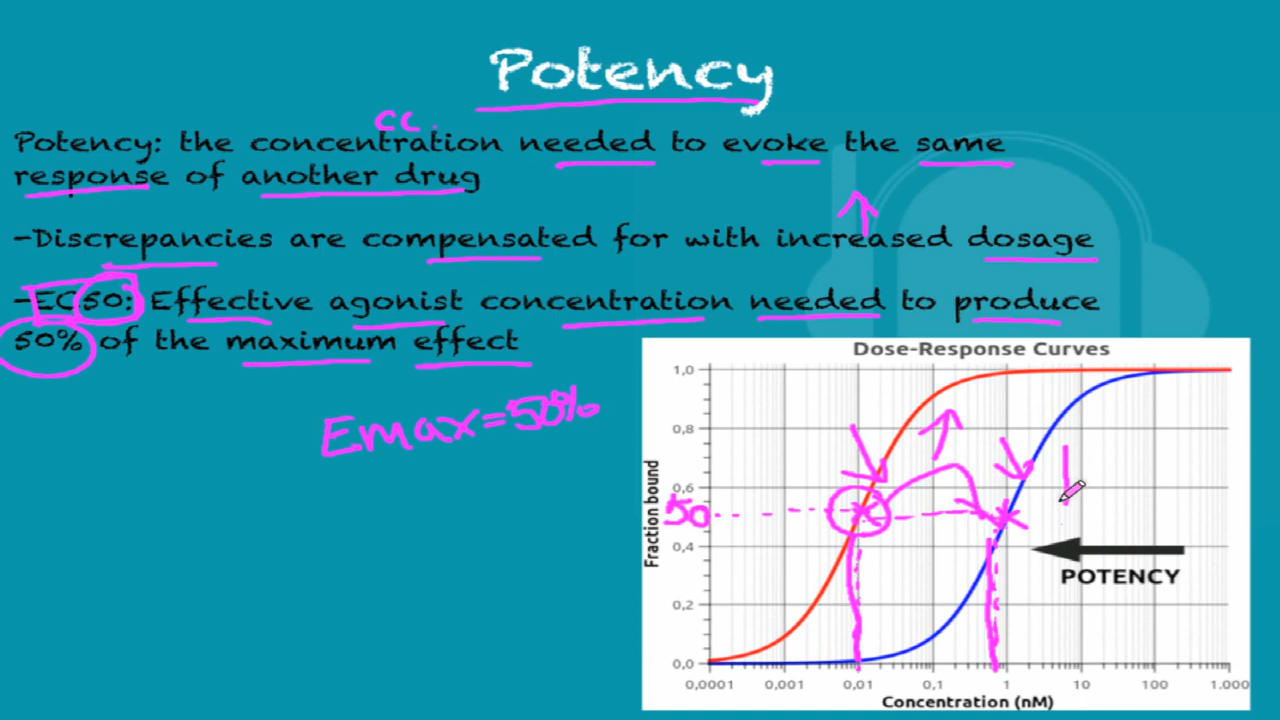 Potency
cc.
Potency: the concentration needed to evoke the same
response of another drug
-Discrepancies are compensated for with increased dosage
-EC50: Effective agonist concentration needed to produce
50% of the maximum effect
Emax=50%
Dose-Response Curves
1,0
0,8
0,6
50
0,4
0,2
0,0
Fraction bound
POTENCY
0,0001 0,001 0,01 0,1 1 10 100 1.000
Concentration (nM)